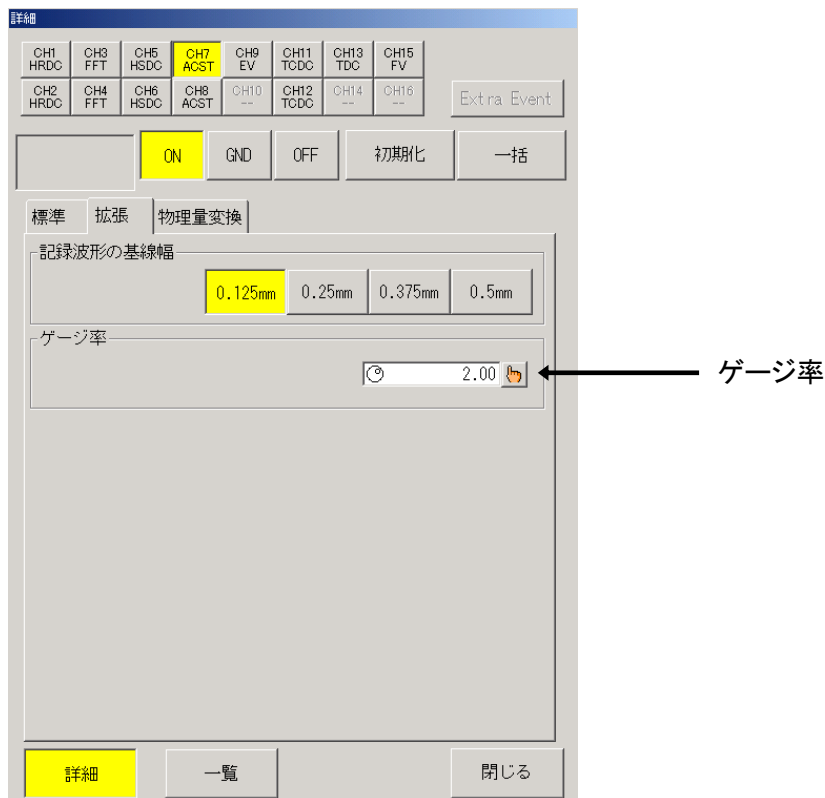 詳細
CH1 HRDC CH3 FFT CH5 HSDC CH7 ACST CH9 EV CH11 TCDC CH13 TDC CH15 FV
CH2 HRDC CH4 FFT CH6 HSDC CH8 ACST CH10 -- CH12 TCDC CH14 -- CH16 -- Extra Event
ON GND OFF 初期化 一括
標準 拡張 物理量変換
記録波形の基線幅
0.125mm 0.25mm 0.375mm 0.5mm
ゲージ率
2.00 ゲージ率
詳細 一覧 閉じる